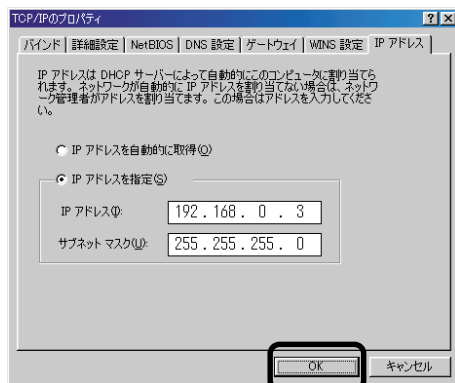 TCP/IPのプロパティ
バインド 詳細設定 NetBIOS DNS 設定 ゲートウェイ WINS 設定 IP アドレス
IP アドレスは DHCP サーバーによって自動的にこのコンピュータに割り当てら
れます。ネットワークが自動的に IP アドレスを割り当てない場合は、ネットワ
ーク管理者がアドレスを割り当てます。この場合はアドレスを入力してくださ
い。
IP アドレスを自動的に取得(O)
IP アドレスを指定(S)
IP アドレス(I): 192 . 168 . 0 . 3
サブネット マスク(U): 255 . 255 . 255 . 0
OK キャンセル